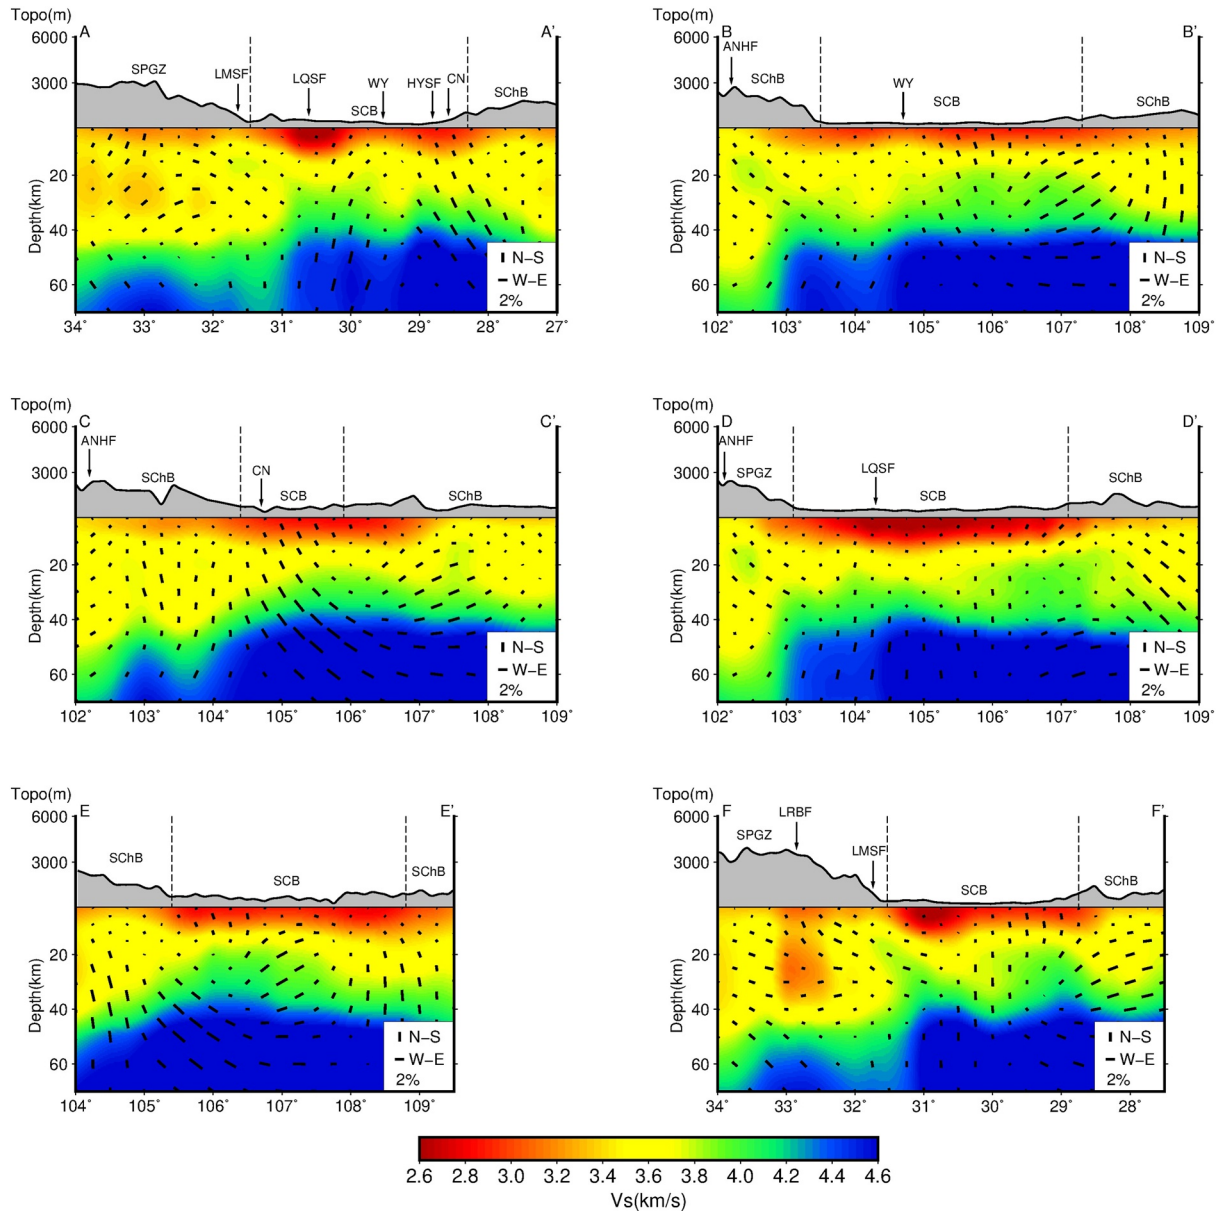 Topo(m)
6000
3000
A
A'
SPGZ
LMSF
LQSF
WY
SCB
HYSF
CN
SChB
Depth(km)
20
40
60
N–S
W–E
2%
34° 33° 32° 31° 30° 29° 28° 27°
Topo(m)
6000
3000
B
B'
ANHF
SChB
WY
SCB
SChB
Depth(km)
20
40
60
N–S
W–E
2%
102° 103° 104° 105° 106° 107° 108° 109°
Topo(m)
6000
3000
C
C'
ANHF
SChB
CN
SCB
SChB
Depth(km)
20
40
60
N–S
W–E
2%
102° 103° 104° 105° 106° 107° 108° 109°
Topo(m)
6000
3000
D
D'
ANHF
SPGZ
LQSF
SCB
SChB
Depth(km)
20
40
60
N–S
W–E
2%
102° 103° 104° 105° 106° 107° 108° 109°
Topo(m)
6000
3000
E
E'
SChB
SCB
SChB
Depth(km)
20
40
60
N–S
W–E
2%
104° 105° 106° 107° 108° 109°
Topo(m)
6000
3000
F
F'
SPGZ
LRBF
LMSF
SCB
SChB
Depth(km)
20
40
60
N–S
W–E
2%
34° 33° 32° 31° 30° 29° 28°
2.6 2.8 3.0 3.2 3.4 3.6 3.8 4.0 4.2 4.4 4.6
Vs(km/s)